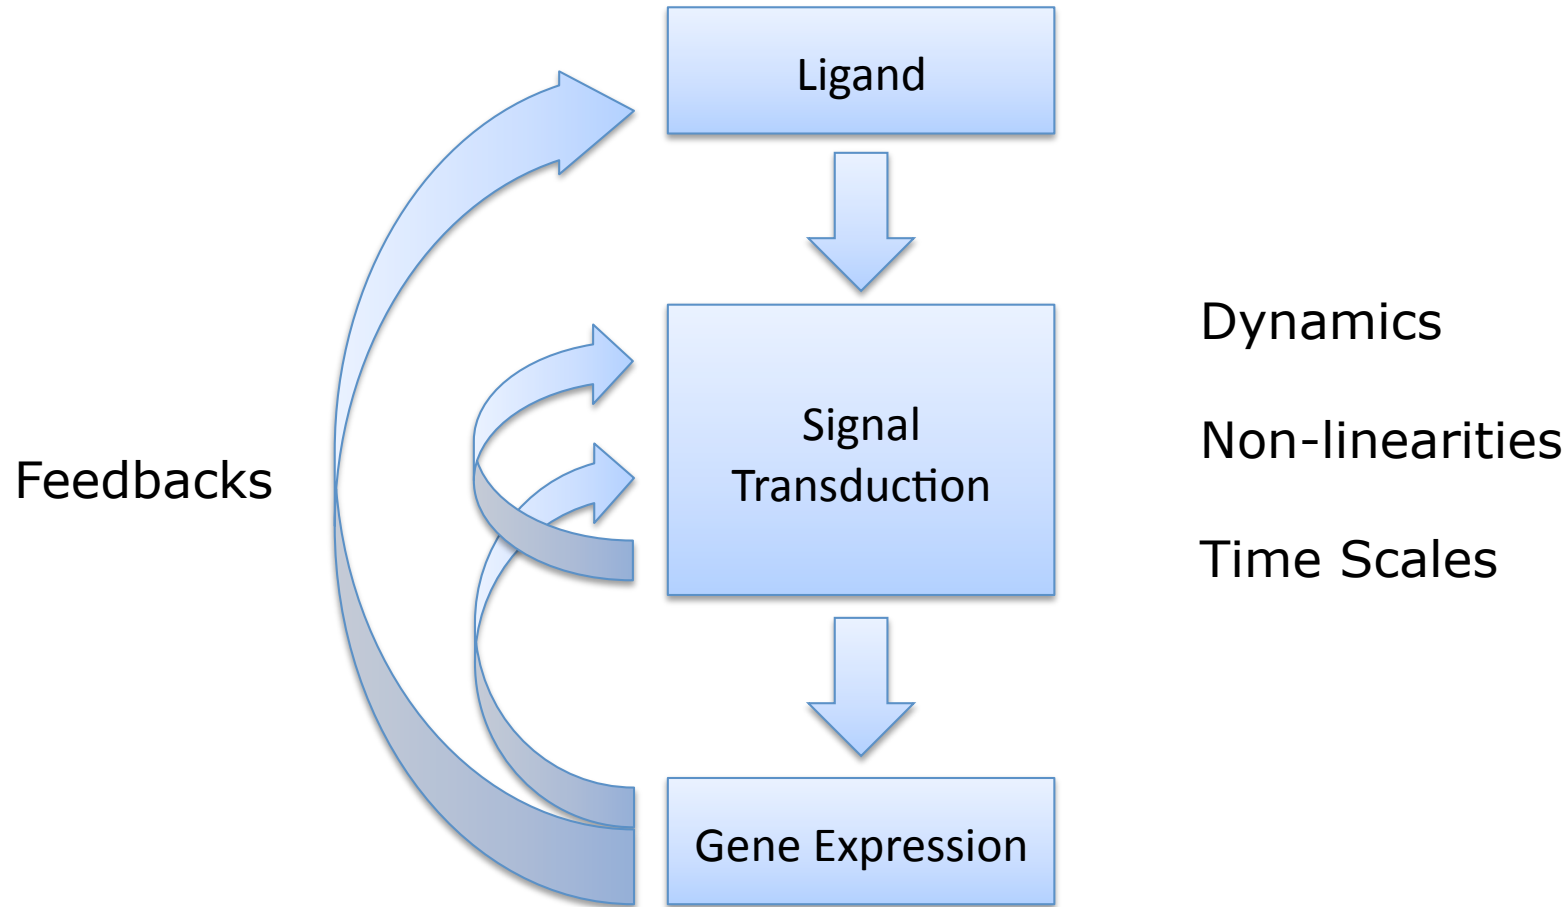 Ligand
Feedbacks
Signal
Transduction
Dynamics
Non-linearities
Time Scales
Gene Expression